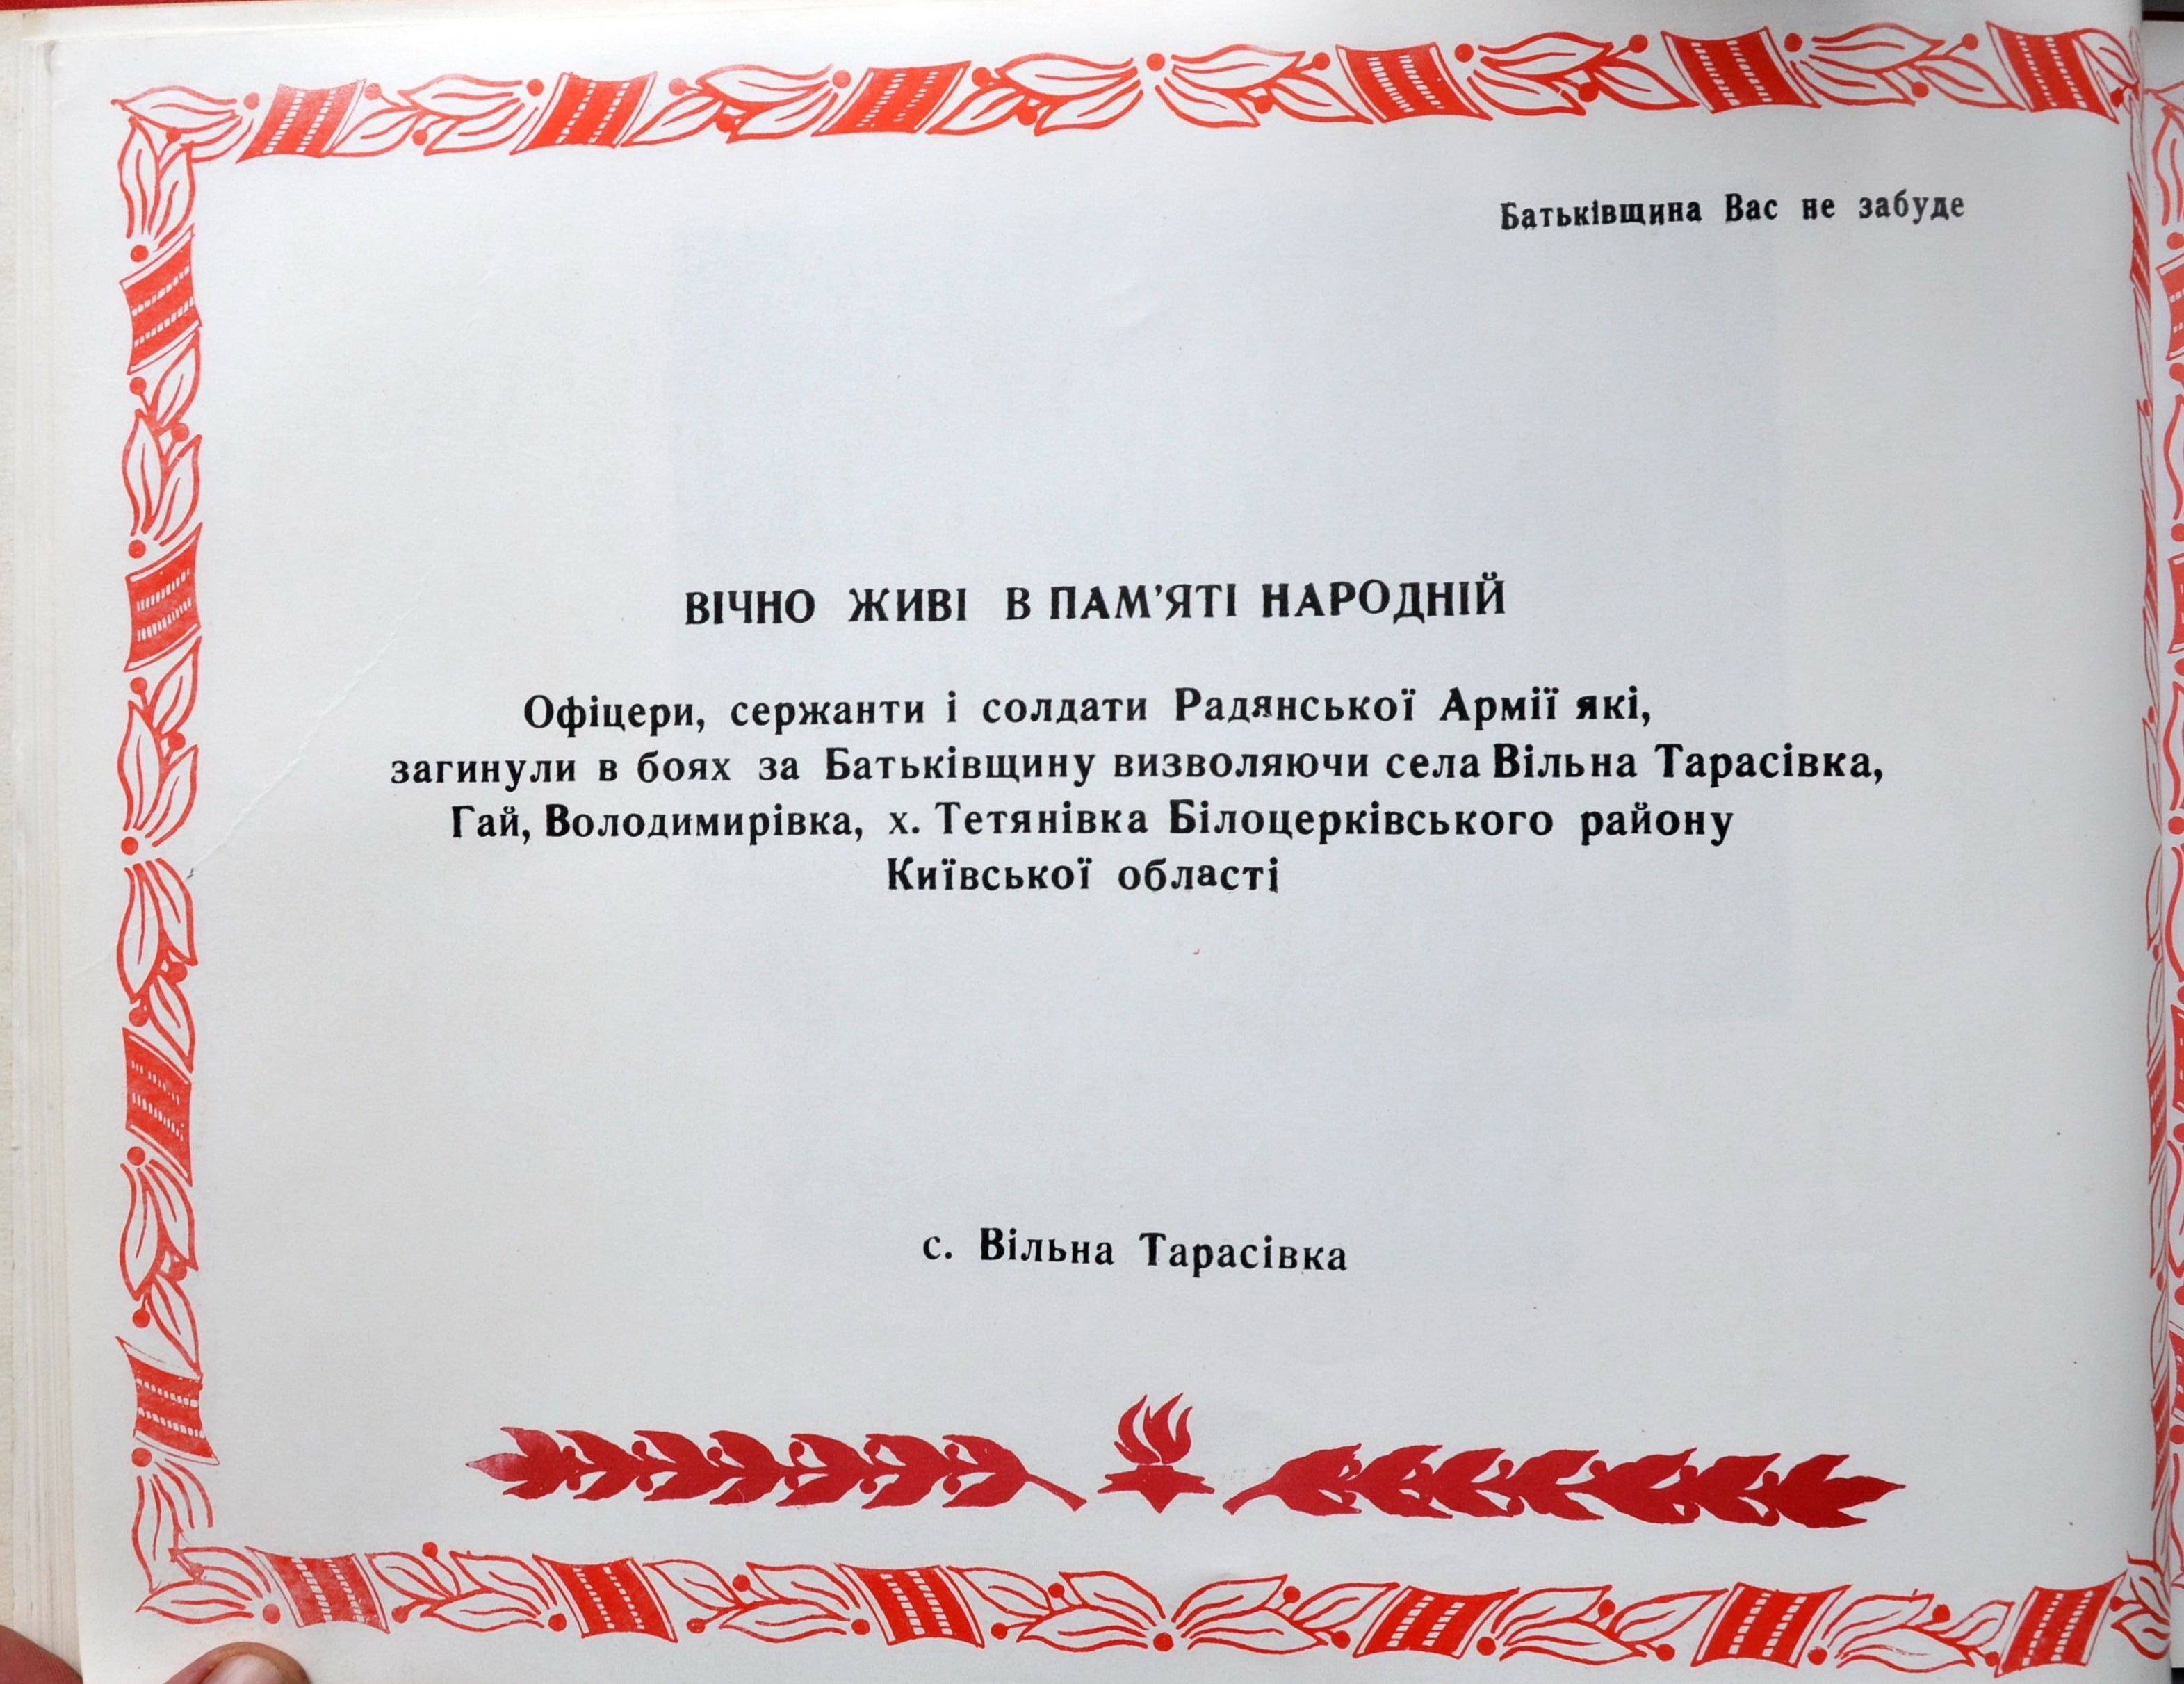 Батьківщина Вас не забуде
ВІЧНО ЖИВІ В ПАМ'ЯТІ НАРОДНІЙ
Офіцери, сержанти і солдати Радянської Армії які,
загинули в боях за Батьківщину визволяючи села Вільна Тарасівка,
Гай, Володимирівка, х. Тетянівка Білоцерківського району
Київської області
с. Вільна Тарасівка